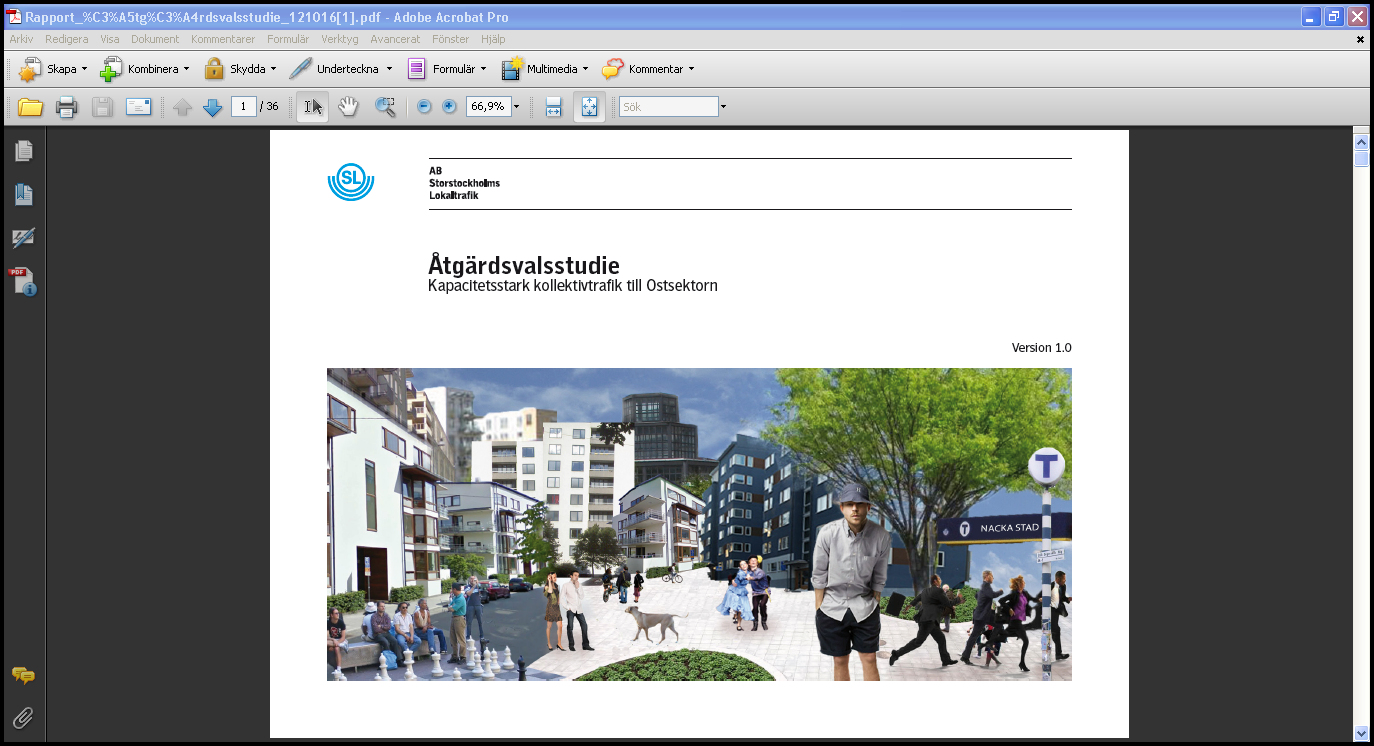 Rapport_%C3%A5tg%C3%A4rdsvalsstudie_121016[1].pdf - Adobe Acrobat Pro
Arkiv Redigera Visa Dokument Kommentarer Formulär Verktyg Avancerat Fönster Hjälp
Skapa Kombinera Skydda Underteckna Formulär Multimedia Kommentar
1 / 36 66,9% Sök
PDF
SL
AB
Storstockholms
Lokaltrafik
Åtgärdsvalsstudie
Kapacitetsstark kollektivtrafik till Ostsektorn
Version 1.0
T
T NACKA STAD